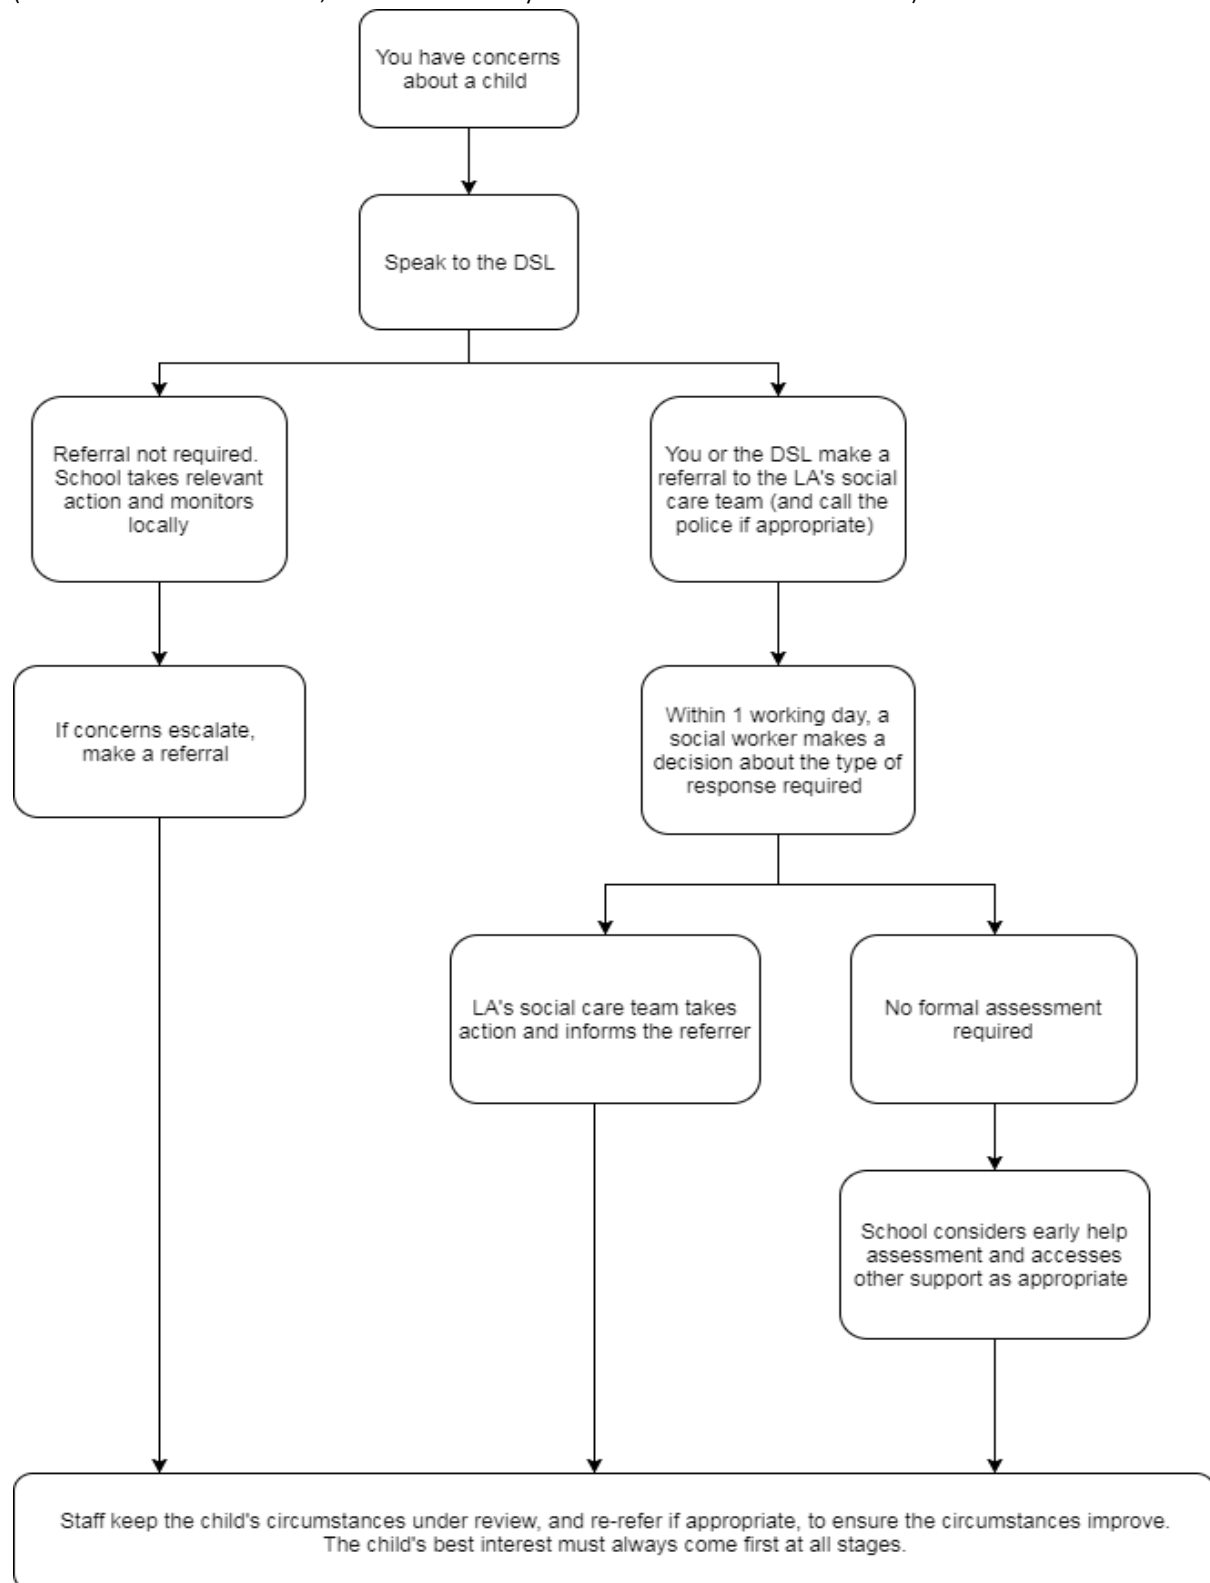 You have concerns
about a child
Speak to the DSL
Referral not required.
School takes relevant
action and monitors
locally
You or the DSL make a
referral to the LA's social
care team (and call the
police if appropriate)
If concerns escalate,
make a referral
Within 1 working day, a
social worker makes a
decision about the type of
response required
LA's social care team takes
action and informs the referrer
No formal assessment
required
School considers early help
assessment and accesses
other support as appropriate
Staff keep the child's circumstances under review, and re-refer if appropriate, to ensure the circumstances improve.
The child's best interest must always come first at all stages.